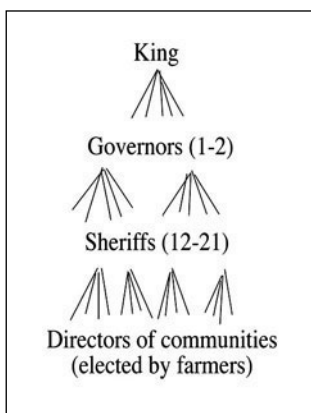 King
Governors (1-2)
Sheriffs (12-21)
Directors of communities
(elected by farmers)